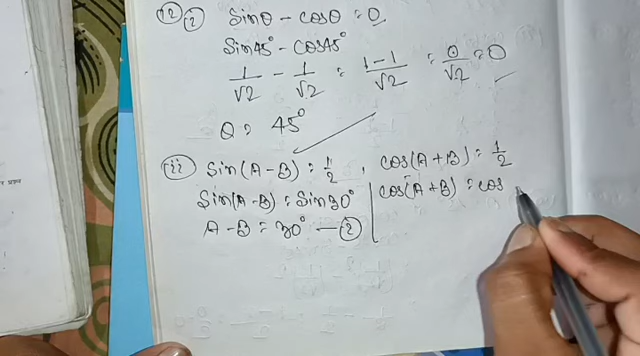 12) i) Sinθ - cosθ = 0
Sin45° - Cos45°
1/√2 - 1/√2 = 1-1/√2 = 0/√2 = 0
θ = 45°
ii) Sin(A-B) = 1/2, cos(A+B) = 1/2
Sin(A-B) = Sin30°
A-B = 30° — 2
cos(A+B) = cos